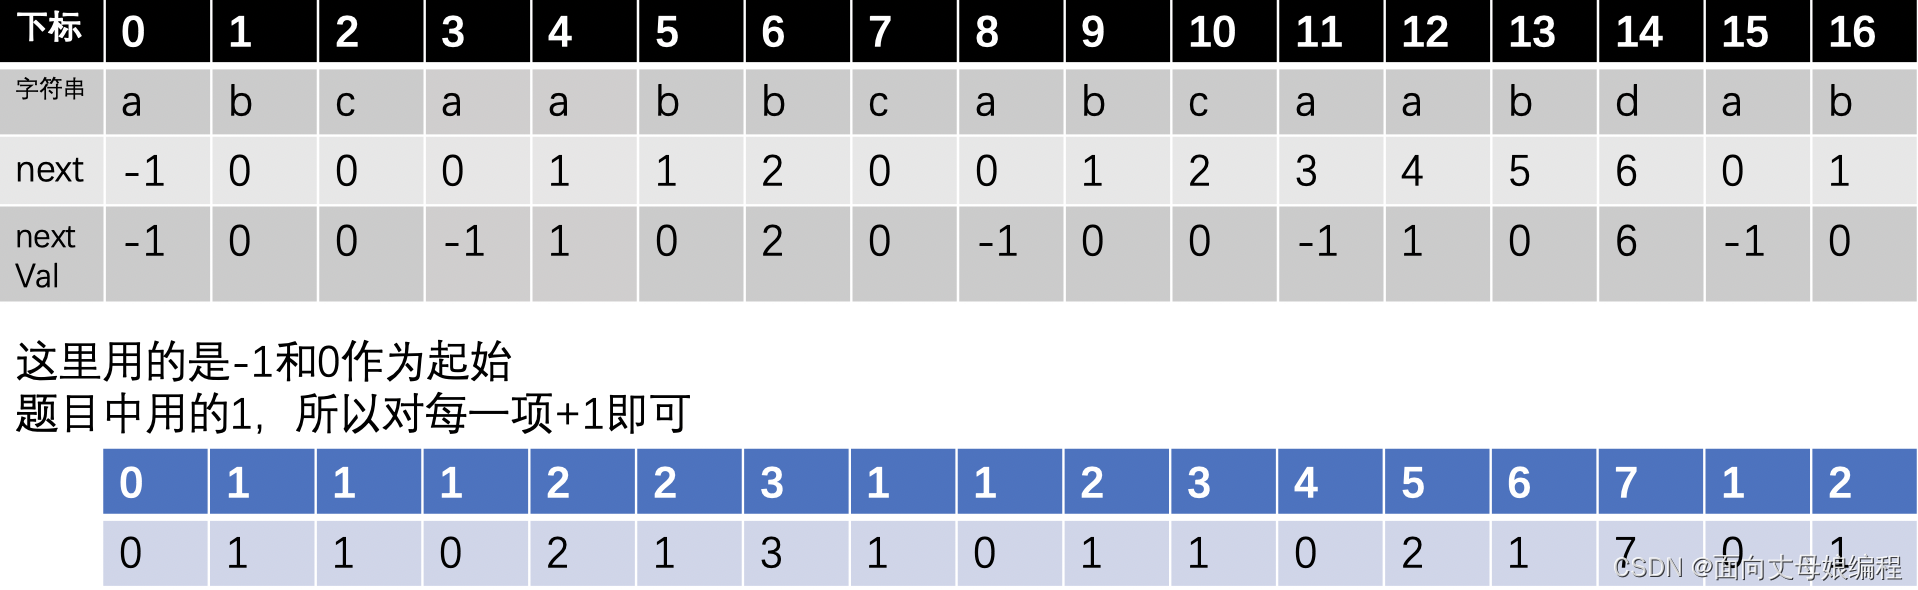 下标 0 1 2 3 4 5 6 7 8 9 10 11 12 13 14 15 16
字符串 a b c a a b b c a b c a a b d a b
next -1 0 0 0 1 1 2 0 0 1 2 3 4 5 6 0 1
next Val -1 0 0 -1 1 0 2 0 -1 0 0 -1 1 0 6 -1 0
这里用的是-1和0作为起始
题目中用的1，所以对每一项+1即可
0 1 1 1 2 2 3 1 1 2 3 4 5 6 7 1 2
0 1 1 0 2 1 3 1 0 1 1 0 2 1 7 0 1
CSDN @面向丈母娘编程